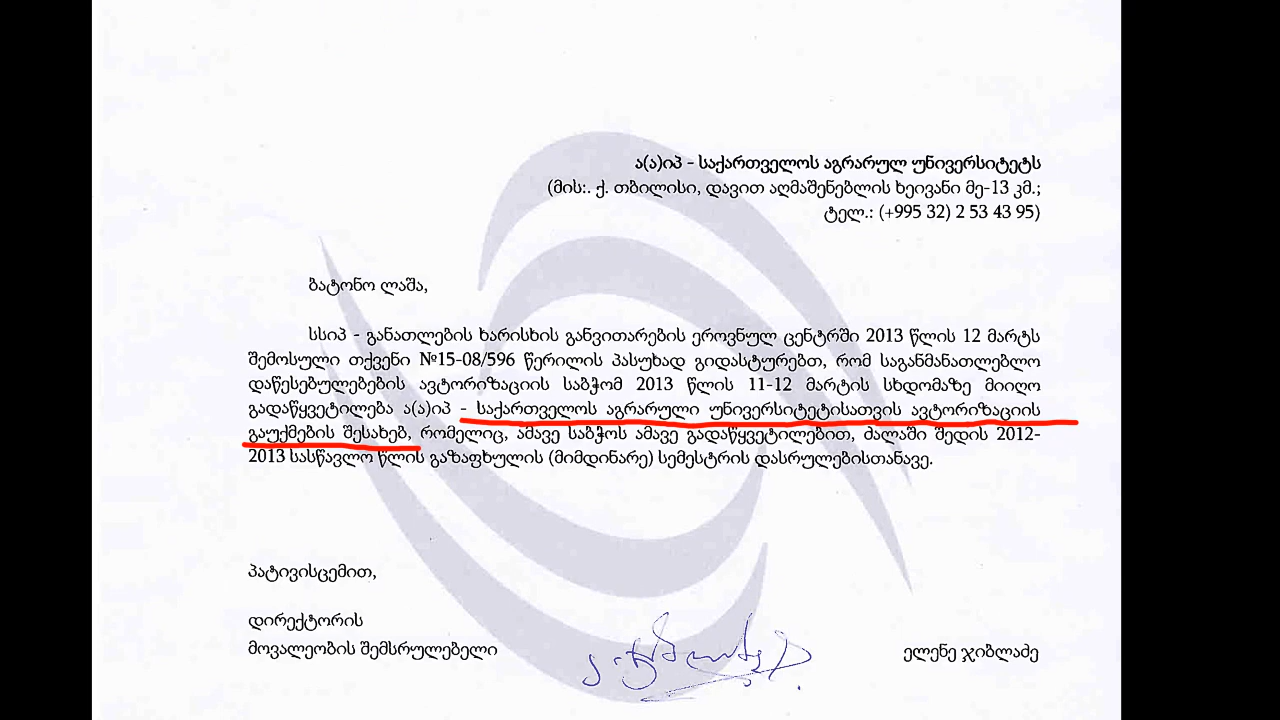 ა(ა)იპ - საქართველოს აგრარულ უნივერსიტეტს
(მის:. ქ. თბილისი, დავით აღმაშენებლის ხეივანი მე-13 კმ.;
ტელ.: (+995 32) 2 53 43 95)
ბატონო ლაშა,
სსიპ - განათლების ხარისხის განვითარების ეროვნულ ცენტრში 2013 წლის 12 მარტს
შემოსული თქვენი №15-08/596 წერილის პასუხად გიდასტურებთ, რომ საგანმანათლებლო
დაწესებულებების ავტორიზაციის საბჭომ 2013 წლის 11-12 მარტის სხდომაზე მიიღო
გადაწყვეტილება ა(ა)იპ - საქართველოს აგრარული უნივერსიტეტისათვის ავტორიზაციის
გაუქმების შესახებ, რომელიც, ამავე საბჭოს ამავე გადაწყვეტილებით, ძალაში შედის 2012-
2013 სასწავლო წლის გაზაფხულის (მიმდინარე) სემესტრის დასრულებისთანავე.
პატივისცემით,
დირექტორის
მოვალეობის შემსრულებელი
ელენე ჯიბლაძე